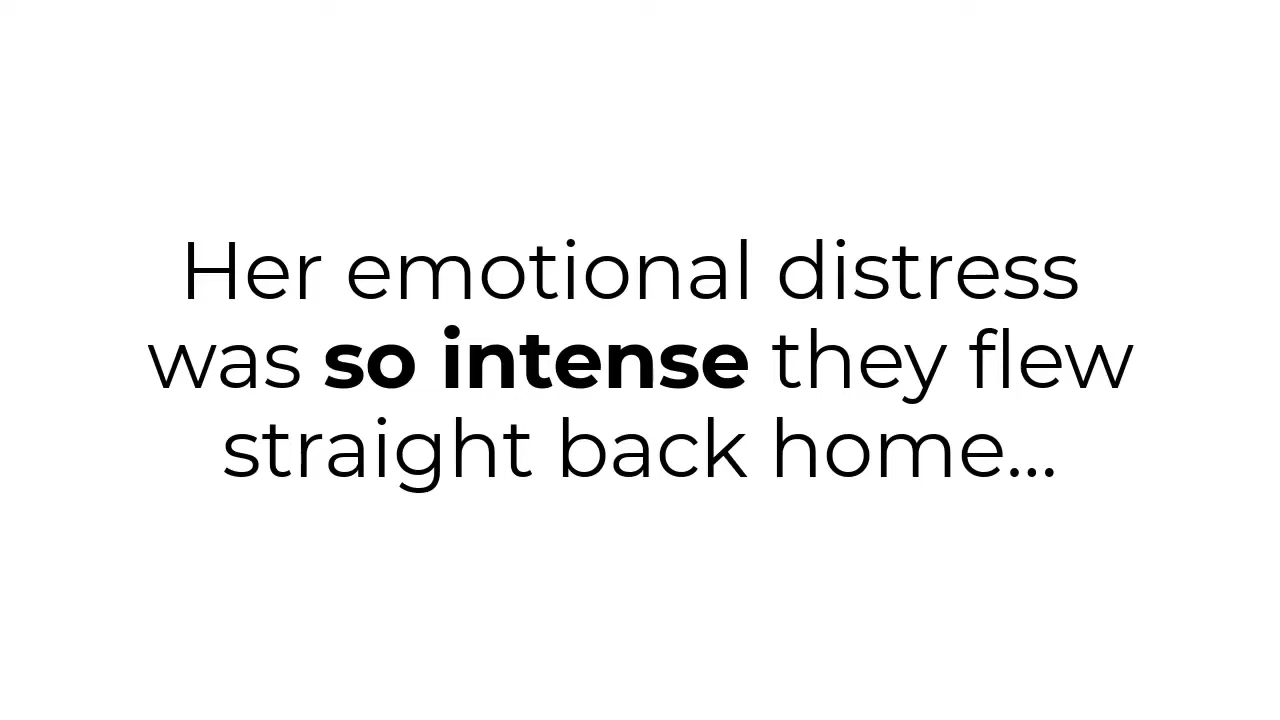 Her emotional distress
was so intense they flew
straight back home...